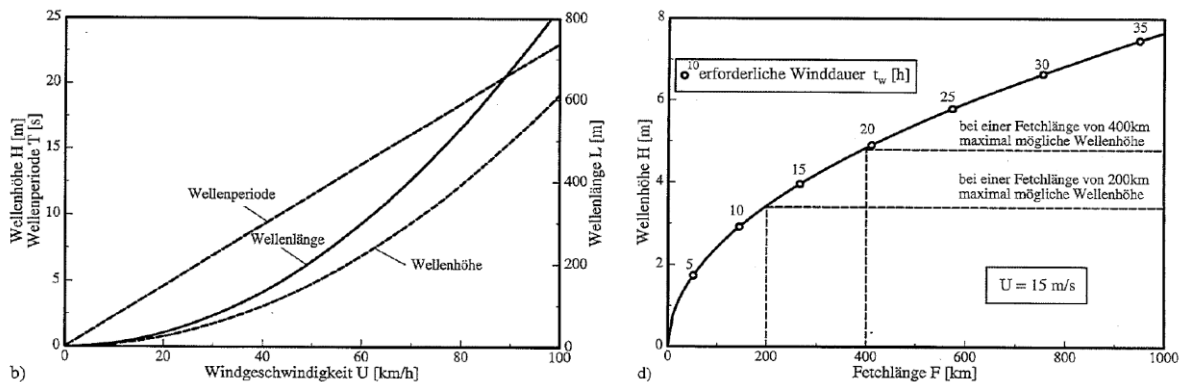 25
20
15
10
5
0
Wellenhöhe H [m]
Wellenperiode T [s]
Wellenperiode
Wellenlänge
Wellenhöhe
800
600
400
200
0
Wellenlänge L [m]
0 20 40 60 80 100
b) Windgeschwindigkeit U [km/h]
8
6
4
2
0
Wellenhöhe H [m]
10 erforderliche Winddauer t_w [h]
5
10
15
20
25
30
35
bei einer Fetchlänge von 400km
maximal mögliche Wellenhöhe
bei einer Fetchlänge von 200km
maximal mögliche Wellenhöhe
U = 15 m/s
0 200 400 600 800 1000
d) Fetchlänge F [km]